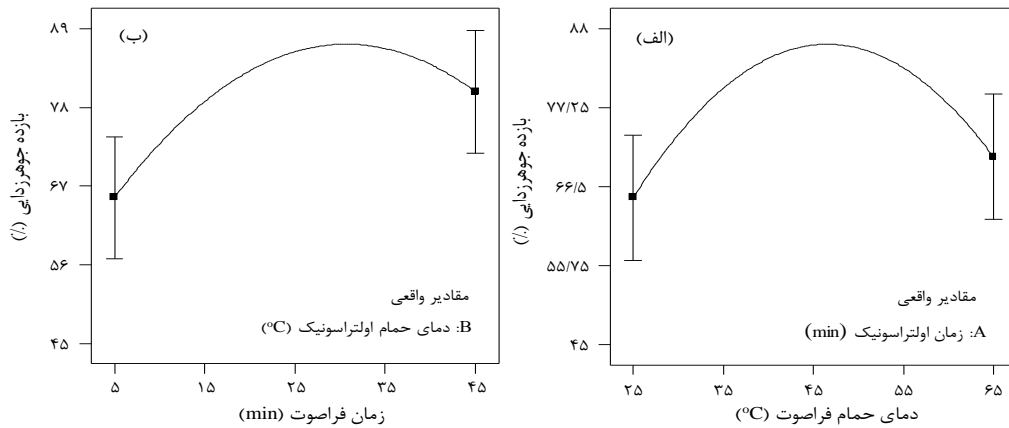 (الف)
بازده جوهرزدایی (%)
۸۸
۷۷/۲۵
۶۶/۵
۵۵/۷۵
۴۵
مقادیر واقعی
A: زمان اولتراسونیک (min)
۲۵ ۳۵ ۴۵ ۵۵ ۶۵
دمای حمام فراصوت (°C)
(ب)
بازده جوهرزدایی (%)
۸۹
۷۸
۶۷
۵۶
۴۵
مقادیر واقعی
B: دمای حمام اولتراسونیک (°C)
۵ ۱۵ ۲۵ ۳۵ ۴۵
زمان فراصوت (min)